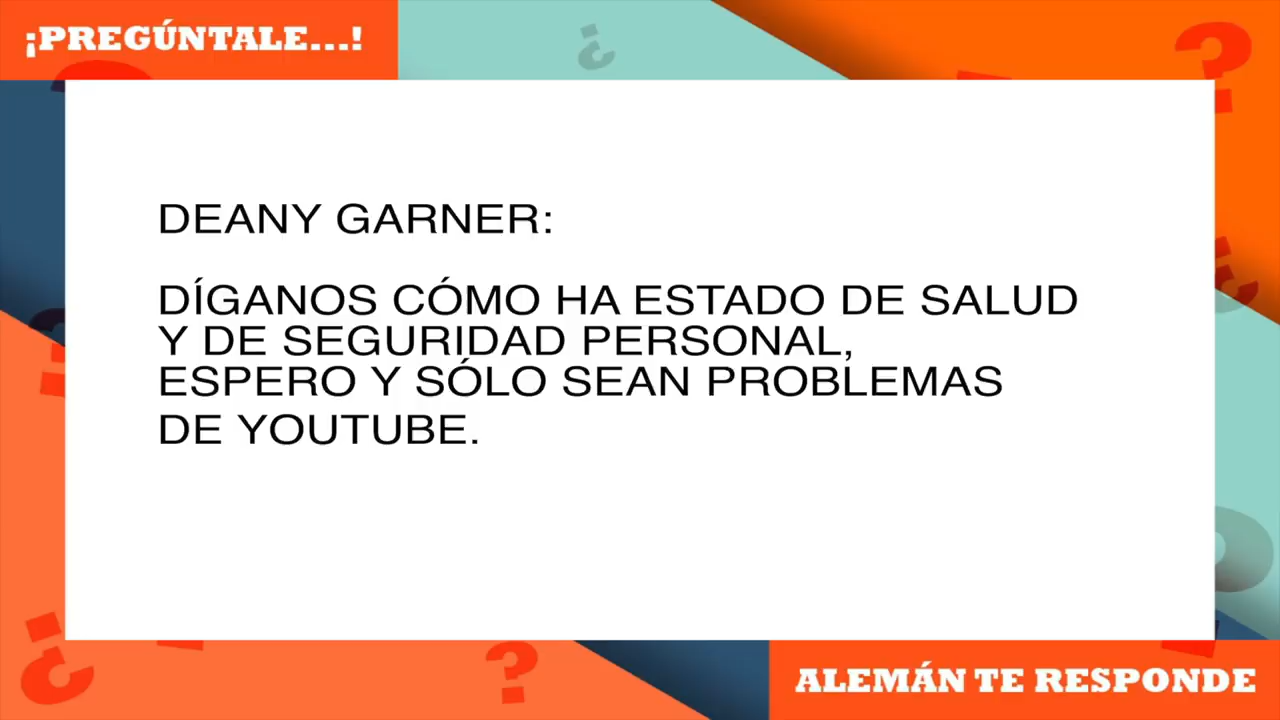 ¡PREGÚNTALE...!
DEANY GARNER:
DÍGANOS CÓMO HA ESTADO DE SALUD
Y DE SEGURIDAD PERSONAL,
ESPERO Y SÓLO SEAN PROBLEMAS
DE YOUTUBE.
ALEMÁN TE RESPONDE